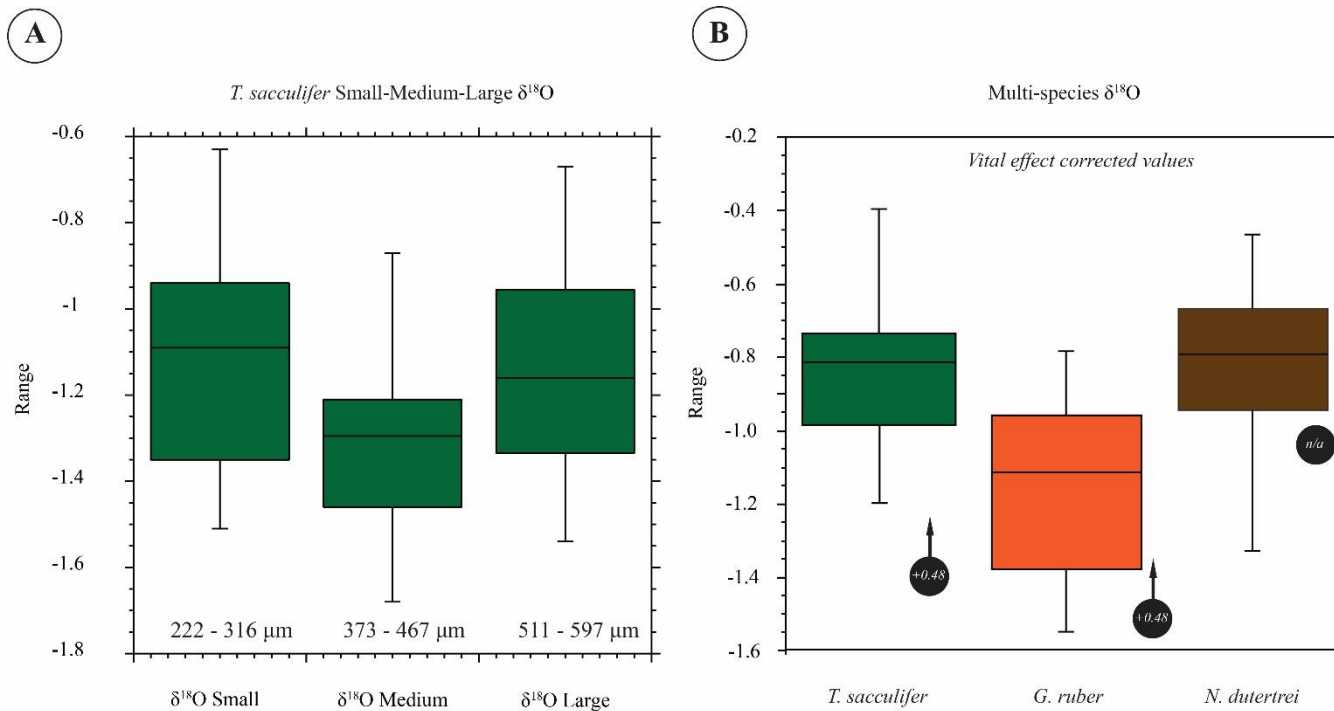 A
T. sacculifer Small-Medium-Large δ¹⁸O
-0.6
-0.8
-1
-1.2
-1.4
-1.6
-1.8
Range
222 - 316 μm
373 - 467 μm
511 - 597 μm
δ¹⁸O Small
δ¹⁸O Medium
δ¹⁸O Large
B
Multi-species δ¹⁸O
Vital effect corrected values
-0.2
-0.4
-0.6
-0.8
-1.0
-1.2
-1.4
-1.6
Range
+0.48
+0.48
n/a
T. sacculifer
G. ruber
N. dutertrei